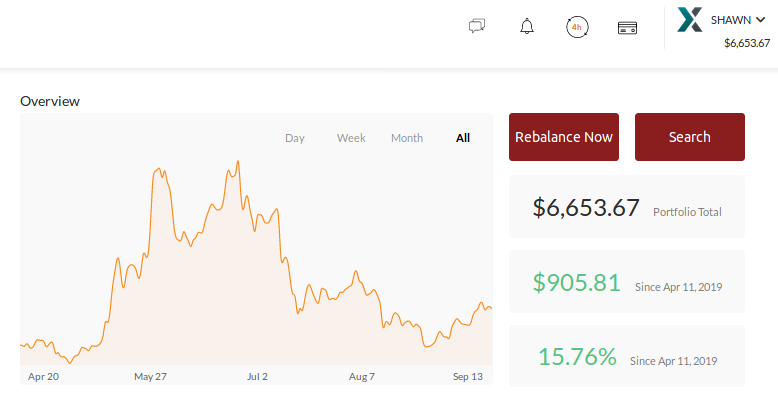 4h
SHAWN
$6,653.67
Overview
Day Week Month All
Rebalance Now
Search
$6,653.67 Portfolio Total
$905.81 Since Apr 11, 2019
15.76% Since Apr 11, 2019
Apr 20 May 27 Jul 2 Aug 7 Sep 13